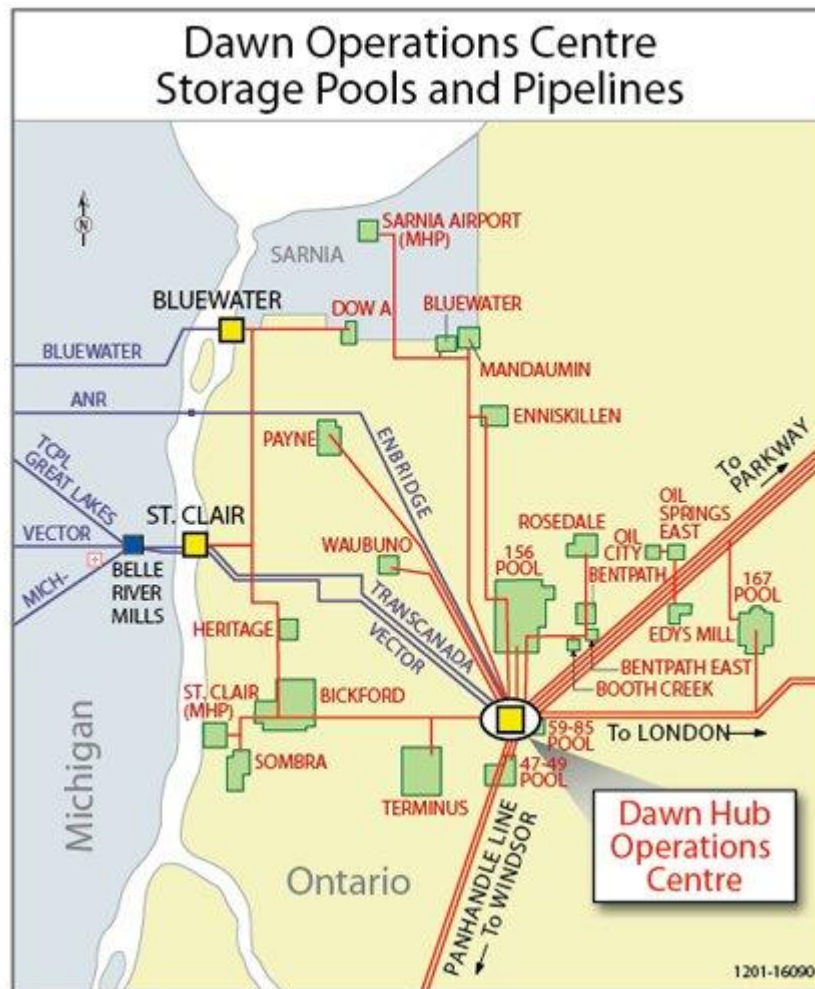 Dawn Operations Centre
Storage Pools and Pipelines
N
SARNIA AIRPORT
(MHP)
SARNIA
BLUEWATER
DOW A
BLUEWATER
BLUEWATER
MANDAUMIN
ANR
ENNISKILLEN
PAYNE
ENBRIDGE
To
PARKWAY
TCPL
GREAT LAKES
ST. CLAIR
OIL
SPRINGS
EAST
ROSEDALE
OIL
CITY
VECTOR
WAUBUNO
156
POOL
BENTPATH
167
POOL
BELLE
RIVER
MILLS
MICH-
TRANSCANADA
VECTOR
HERITAGE
EDYS MILL
BENTPATH EAST
BOOTH CREEK
ST. CLAIR
(MHP)
BICKFORD
59-85
POOL
To LONDON
SOMBRA
TERMINUS
47-49
POOL
Michigan
Dawn Hub
Operations
Centre
Ontario
PANHANDLE LINE
To WINDSOR
1201-16090